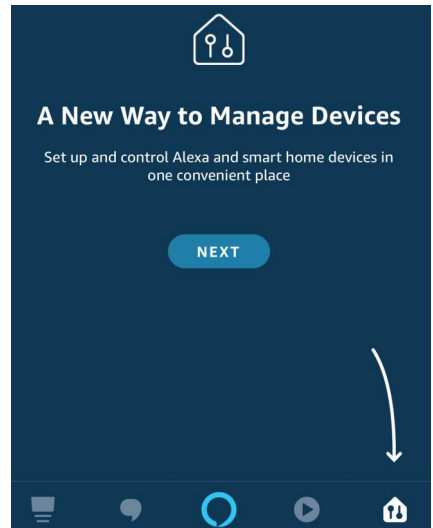 A New Way to Manage Devices
Set up and control Alexa and smart home devices in
one convenient place
NEXT